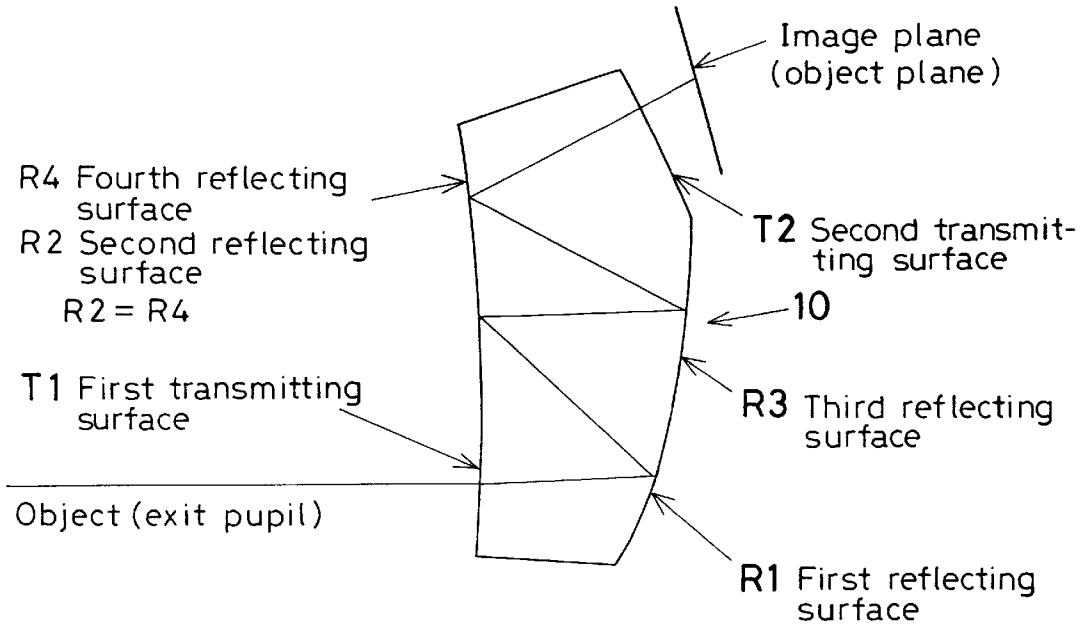 Image plane
(object plane)
R4 Fourth reflecting
surface
R2 Second reflecting
surface
R2 = R4
T2 Second transmit-
ting surface
10
T1 First transmitting
surface
R3 Third reflecting
surface
Object (exit pupil)
R1 First reflecting
surface